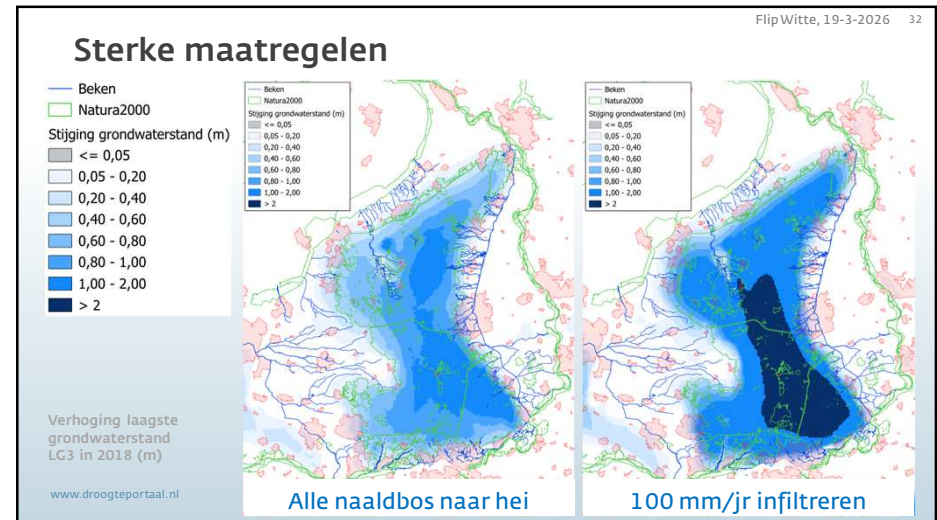 Flip Witte, 19-3-2026 32
Sterke maatregelen
Beken
Natura2000
Stijging grondwaterstand (m)
<= 0,05
0,05 - 0,20
0,20 - 0,40
0,40 - 0,60
0,60 - 0,80
0,80 - 1,00
1,00 - 2,00
> 2
Beken
Natura2000
Stijging grondwaterstand (m)
<= 0,05
0,05 - 0,20
0,20 - 0,40
0,40 - 0,60
0,60 - 0,80
0,80 - 1,00
1,00 - 2,00
> 2
Beken
Natura2000
Stijging grondwaterstand (m)
<= 0,05
0,05 - 0,20
0,20 - 0,40
0,40 - 0,60
0,60 - 0,80
0,80 - 1,00
1,00 - 2,00
> 2
Verhoging laagste
grondwaterstand
LG3 in 2018 (m)
www.droogteportaal.nl
Alle naaldbos naar hei
100 mm/jr infiltreren